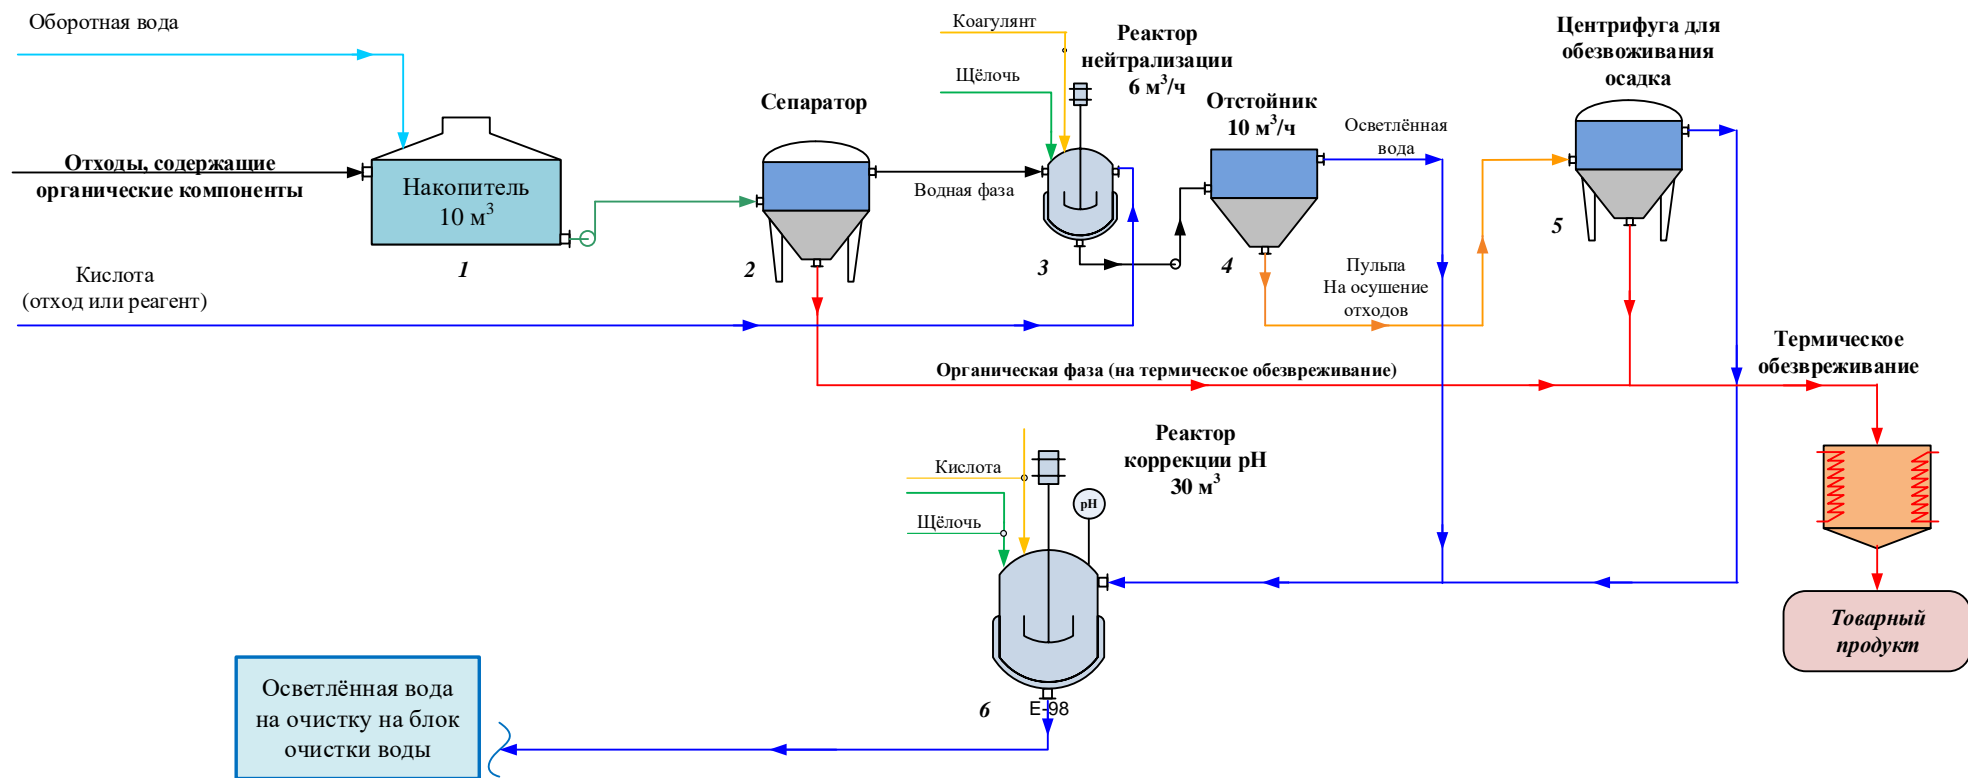 Оборотная вода
Отходы, содержащие
органические компоненты
Накопитель
10 м³
1
Кислота
(отход или реагент)
Сепаратор
2
Водная фаза
Коагулянт
Щёлочь
Реактор
нейтрализации
6 м³/ч
3
Отстойник
10 м³/ч
4
Осветлённая
вода
Пульпа
На осушение
отходов
Центрифуга для
обезвоживания
осадка
5
Органическая фаза (на термическое обезвреживание)
Термическое
обезвреживание
Товарный
продукт
Реактор
коррекции pH
30 м³
Кислота
Щёлочь
pH
6
E-98
Осветлённая вода
на очистку на блок
очистки воды